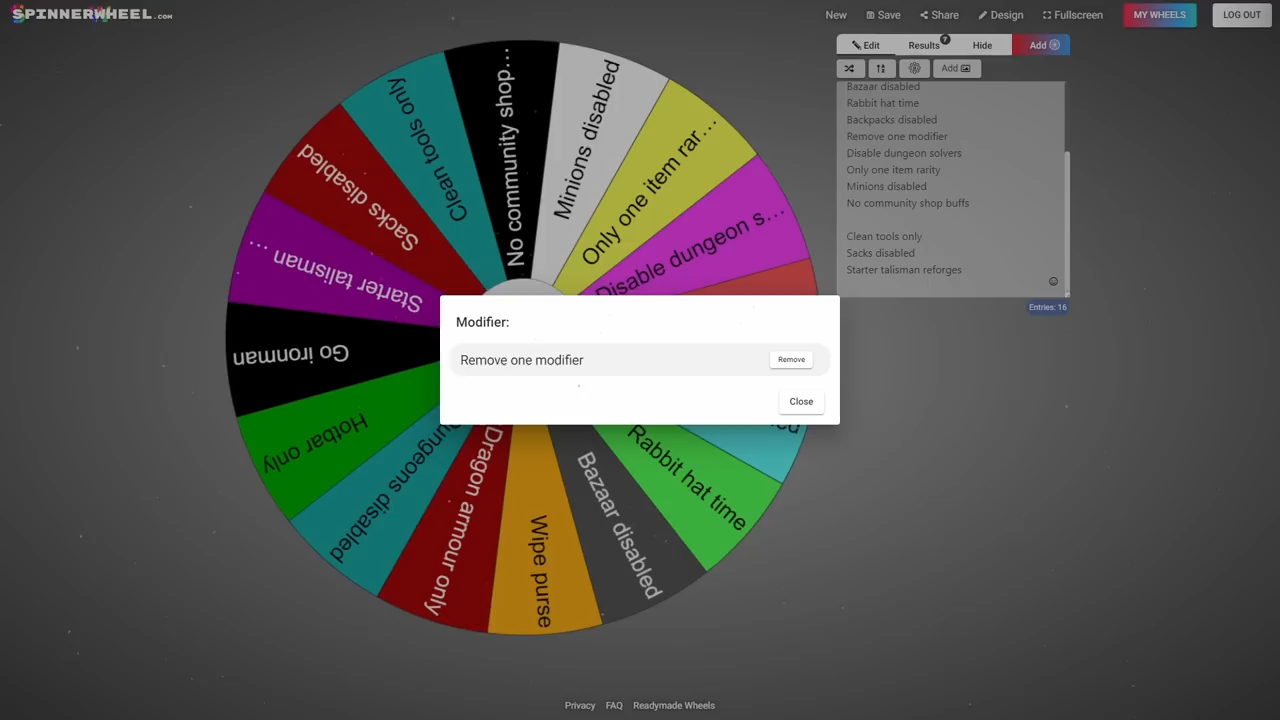 SPINNERWHEEL.COM
New
Save
Share
Design
Fullscreen
MY WHEELS
LOG OUT
Edit
Results
7
Hide
Add
Add
Bazaar disabled
Rabbit hat time
Backpacks disabled
Remove one modifier
Disable dungeon solvers
Only one item rarity
Minions disabled
No community shop buffs
Clean tools only
Sacks disabled
Starter talisman reforges
Entries: 16
No community shop...
Minions disabled
Only one item rar...
Disable dungeon s...
Rabbit hat time
Bazaar disabled
Wipe purse
Dragon armour only
Dungeons disabled
Hotbar only
Go ironman
Starter talisman ...
Sacks disabled
Clean tools only
Modifier:
Remove one modifier
Remove
Close
Privacy
FAQ
Readymade Wheels